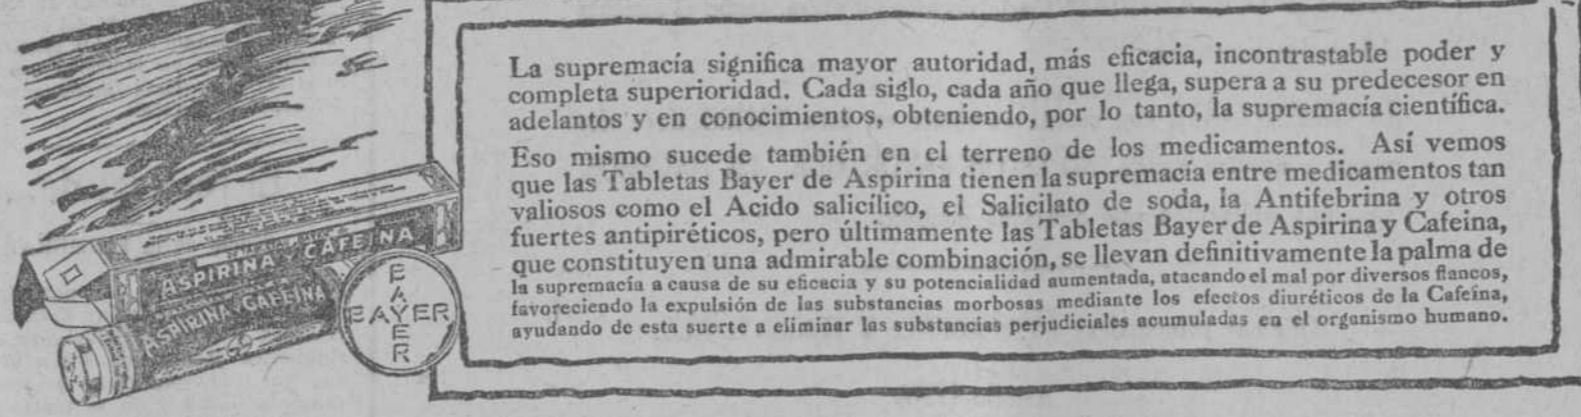 La supremacía significa mayor autoridad, más eficacia, incontrastable poder y
completa superioridad. Cada siglo, cada año que llega, supera a su predecesor en
adelantos y en conocimientos, obteniendo, por lo tanto, la supremacía científica.
Eso mismo sucede también en el terreno de los medicamentos. Así vemos
que las Tabletas Bayer de Aspirina tienen la supremacía entre medicamentos tan
valiosos como el Acido salicílico, el Salicilato de soda, la Antifebrina y otros
fuertes antipiréticos, pero últimamente las Tabletas Bayer de Aspirina y Cafeina,
que constituyen una admirable combinación, se llevan definitivamente la palma de
la supremacía a causa de su eficacia y su potencialidad aumentada, atacando el mal por diversos flancos,
favoreciendo la expulsión de las substancias morbosas mediante los efectos diuréticos de la Cafeína,
ayudando de esta suerte a eliminar las substancias perjudiciales acumuladas en el organismo humano.
ASPIRINA Y CAFEINA
ASPIRINA Y CAFEINA
BAYER
BAYER